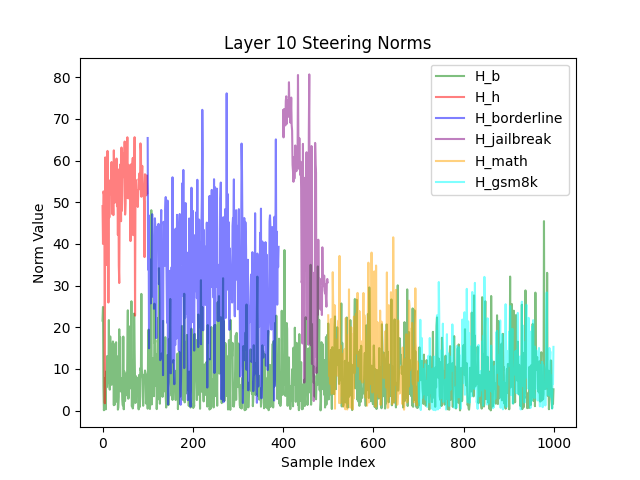 Layer 10 Steering Norms
H_b
H_h
H_borderline
H_jailbreak
H_math
H_gsm8k
Norm Value
80
70
60
50
40
30
20
10
0
0
200
400
600
800
1000
Sample Index